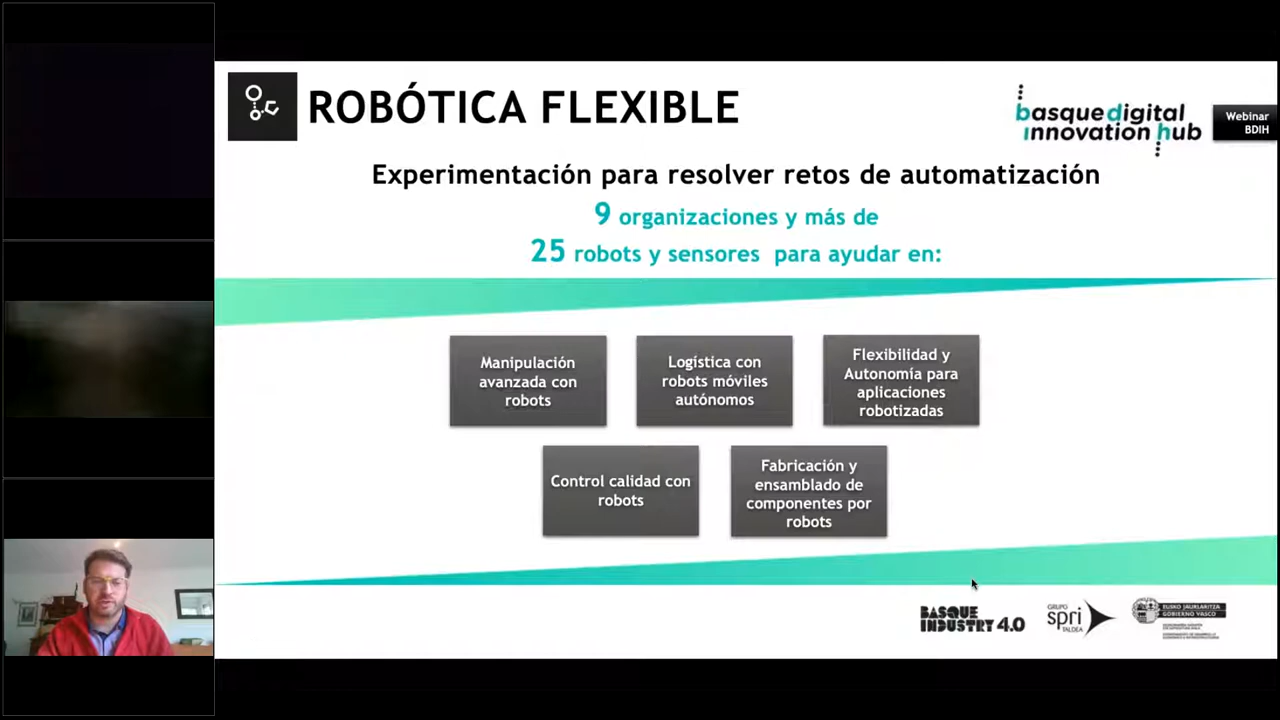 ROBÓTICA FLEXIBLE
basque digital
innovation hub
Webinar
BDIH
Experimentación para resolver retos de automatización
9 organizaciones y más de
25 robots y sensores para ayudar en:
Manipulación
avanzada con
robots
Logística con
robots móviles
autónomos
Flexibilidad y
Autonomía para
aplicaciones
robotizadas
Control calidad con
robots
Fabricación y
ensamblado de
componentes por
robots
BASQUE
INDUSTRY 4.0
GRUPO
spri
TALDEA
EUSKO JAURLARITZA
GOBIERNO VASCO